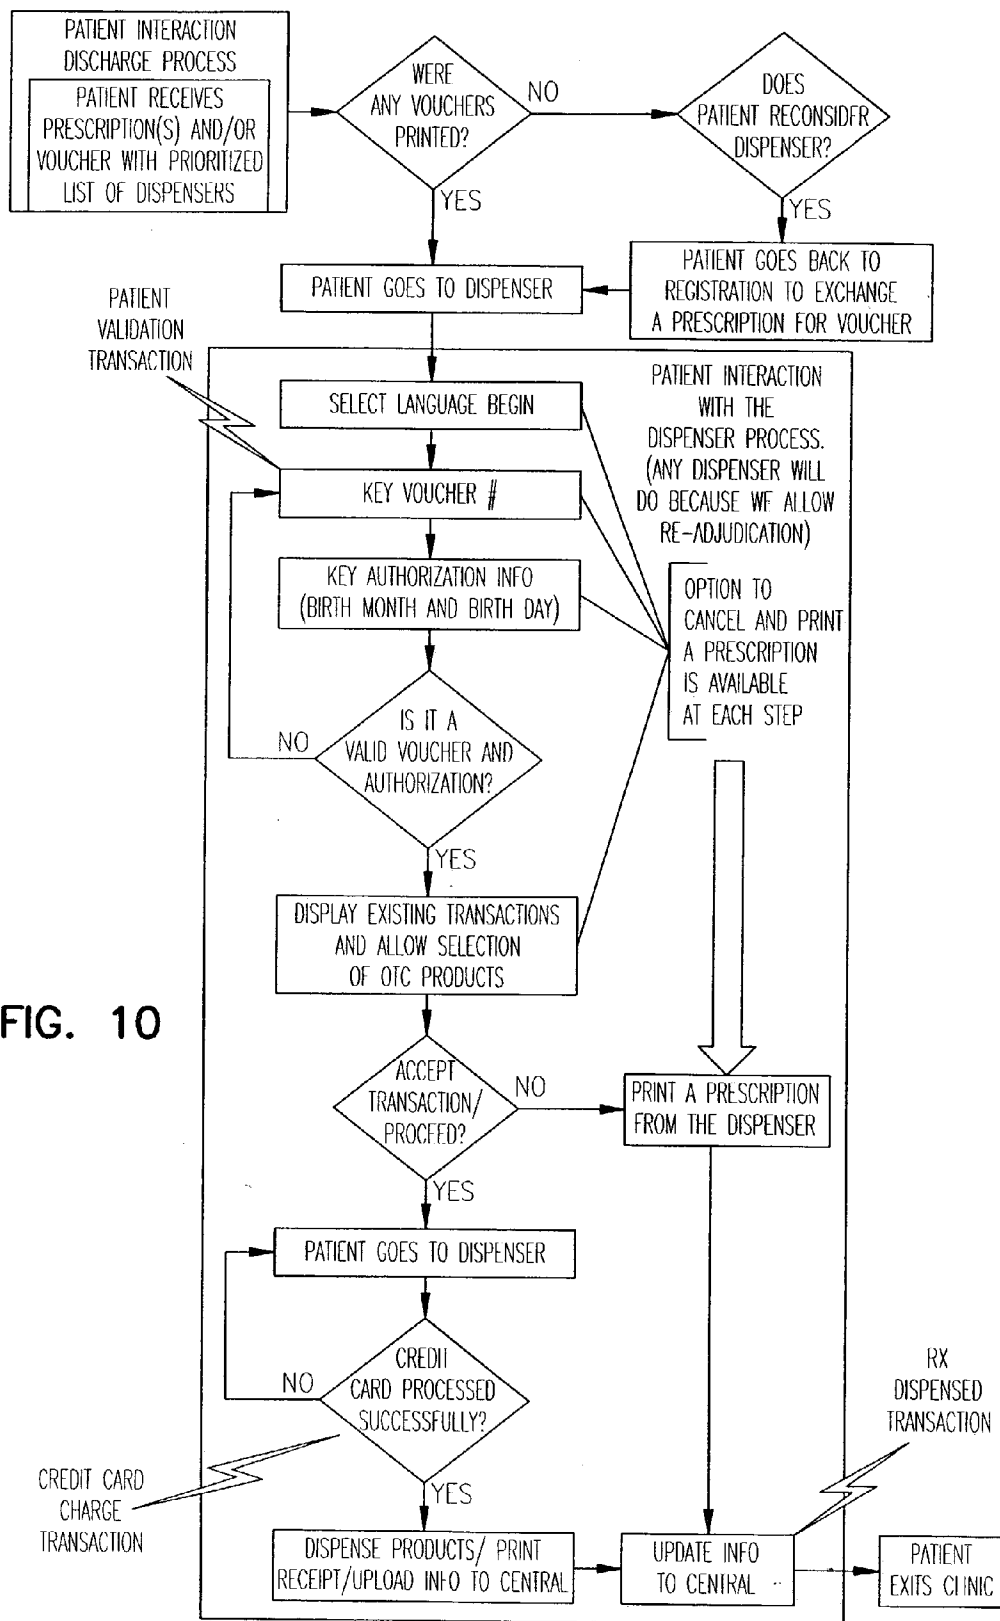 PATIENT INTERACTION
DISCHARGE PROCESS
PATIENT RECEIVES
PRESCRIPTION(S) AND/OR
VOUCHER WITH PRIORITIZED
LIST OF DISPENSERS
WERE
ANY VOUCHERS
PRINTED?
NO
DOES
PATIENT RECONSIDER
DISPENSER?
YES
YES
PATIENT GOES TO DISPENSER
PATIENT GOES BACK TO
REGISTRATION TO EXCHANGE
A PRESCRIPTION FOR VOUCHER
PATIENT
VALIDATION
TRANSACTION
SELECT LANGUAGE BEGIN
PATIENT INTERACTION
WITH THE
DISPENSER PROCESS.
(ANY DISPENSER WILL
DO BECAUSE WE ALLOW
RE-ADJUDICATION)
KEY VOUCHER #
KEY AUTHORIZATION INFO
(BIRTH MONTH AND BIRTH DAY)
OPTION TO
CANCEL AND PRINT
A PRESCRIPTION
IS AVAILABLE
AT EACH STEP
IS IT A
VALID VOUCHER AND
AUTHORIZATION?
NO
YES
DISPLAY EXISTING TRANSACTIONS
AND ALLOW SELECTION
OF OTC PRODUCTS
FIG. 10
ACCEPT
TRANSACTION/
PROCEED?
NO
PRINT A PRESCRIPTION
FROM THE DISPENSER
YES
PATIENT GOES TO DISPENSER
CREDIT
CARD PROCESSED
SUCCESSFULLY?
NO
RX
DISPENSED
TRANSACTION
CREDIT CARD
CHARGE
TRANSACTION
YES
DISPENSE PRODUCTS/ PRINT
RECEIPT/UPLOAD INFO TO CENTRAL
UPDATE INFO
TO CENTRAL
PATIENT
EXITS CLINIC